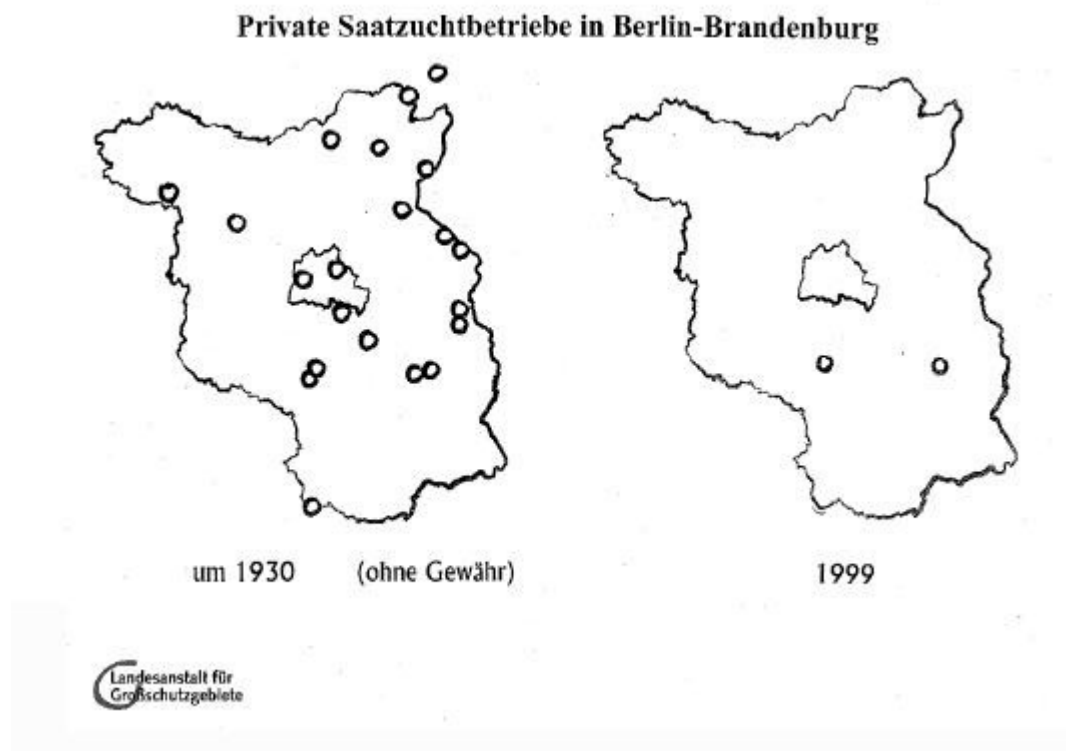 Private Saatzuchtbetriebe in Berlin-Brandenburg
um 1930 (ohne Gewähr)
1999
Landesanstalt für
Großschutzgebiete